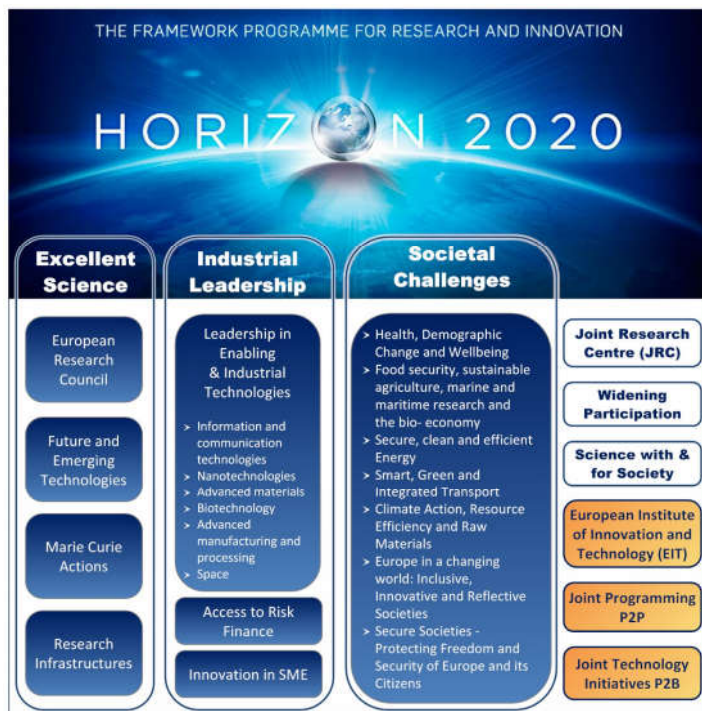 THE FRAMEWORK PROGRAMME FOR RESEARCH AND INNOVATION
HORIZON 2020
Excellent
Science
European
Research
Council
Future and
Emerging
Technologies
Marie Curie
Actions
Research
Infrastructures
Industrial
Leadership
Leadership in
Enabling
& Industrial
Technologies
➤ Information and
communication
technologies
➤ Nanotechnologies
➤ Advanced materials
➤ Biotechnology
➤ Advanced
manufacturing and
processing
➤ Space
Access to Risk
Finance
Innovation in SME
Societal
Challenges
➤ Health, Demographic
Change and Wellbeing
➤ Food security, sustainable
agriculture, marine and
maritime research and
the bio- economy
➤ Secure, clean and efficient
Energy
➤ Smart, Green and
Integrated Transport
➤ Climate Action, Resource
Efficiency and Raw
Materials
➤ Europe in a changing
world: Inclusive,
Innovative and Reflective
Societies
➤ Secure Societies -
Protecting Freedom and
Security of Europe and its
Citizens
Joint Research
Centre (JRC)
Widening
Participation
Science with &
for Society
European Institute
of Innovation and
Technology (EIT)
Joint Programming
P2P
Joint Technology
Initiatives P2B